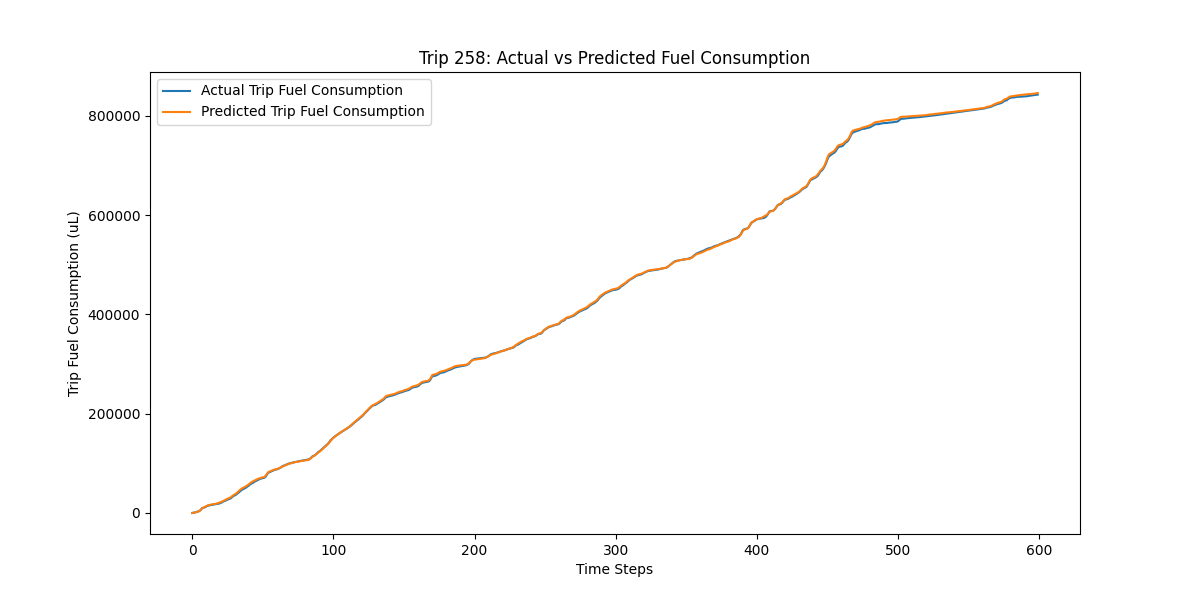 Trip 258: Actual vs Predicted Fuel Consumption
Actual Trip Fuel Consumption
Predicted Trip Fuel Consumption
Trip Fuel Consumption (uL)
800000
600000
400000
200000
0
0 100 200 300 400 500 600
Time Steps